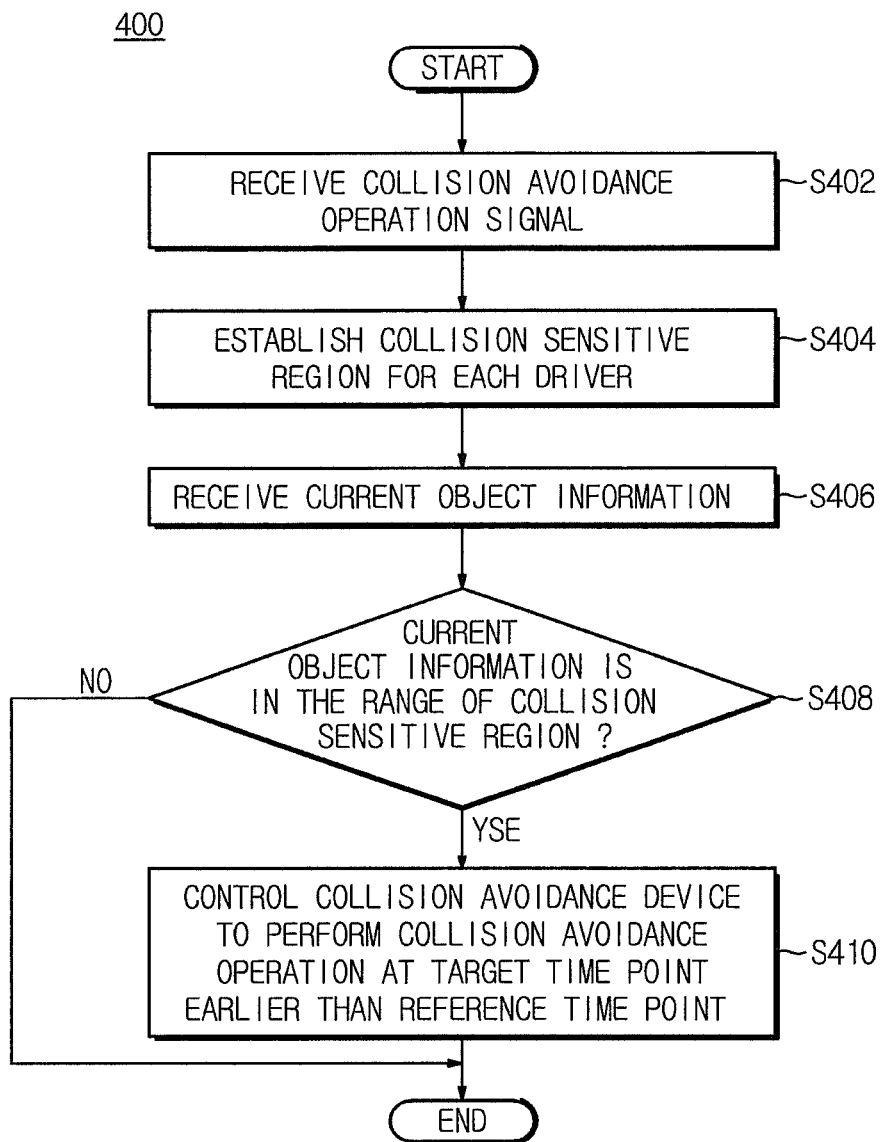 400
START
RECEIVE COLLISION AVOIDANCE
OPERATION SIGNAL
S402
ESTABLISH COLLISION SENSITIVE
REGION FOR EACH DRIVER
S404
RECEIVE CURRENT OBJECT INFORMATION
S406
CURRENT
OBJECT INFORMATION IS
IN THE RANGE OF COLLISION
SENSITIVE REGION ?
S408
NO
YSE
CONTROL COLLISION AVOIDANCE DEVICE
TO PERFORM COLLISION AVOIDANCE
OPERATION AT TARGET TIME POINT
EARLIER THAN REFERENCE TIME POINT
S410
END